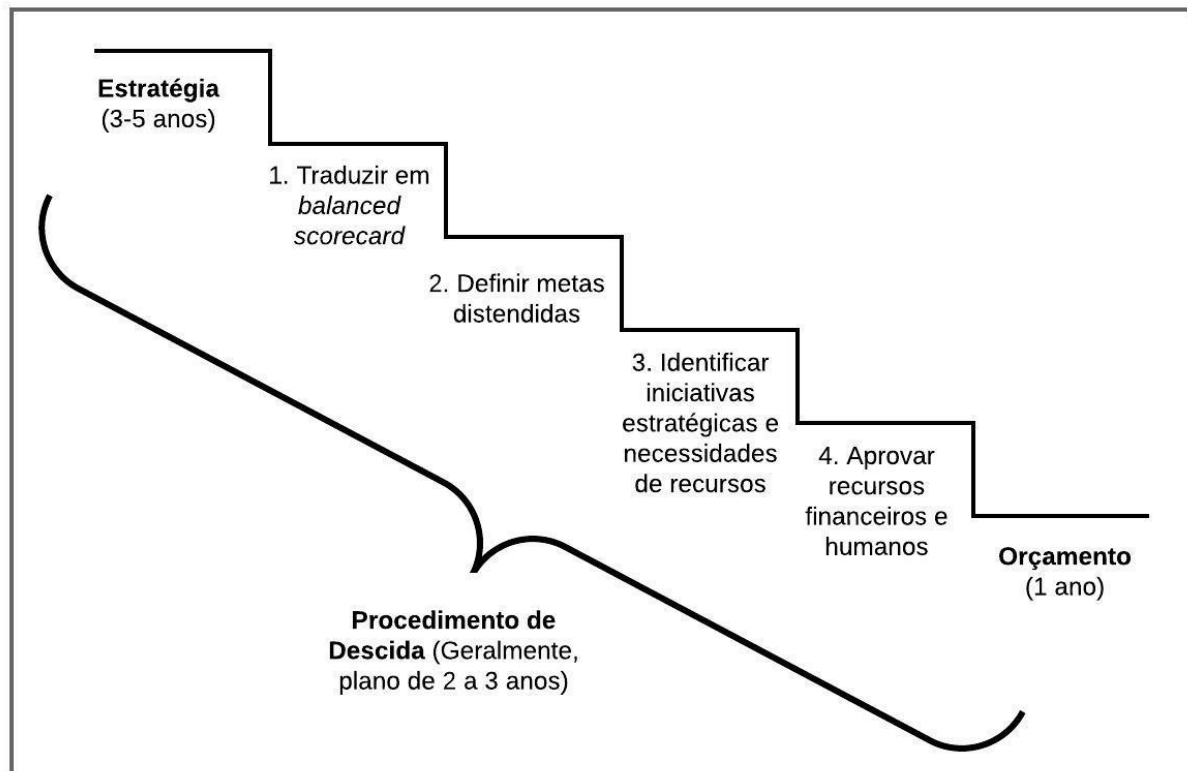 Estratégia
(3-5 anos)
1. Traduzir em
balanced
scorecard
2. Definir metas
distendidas
3. Identificar
iniciativas
estratégicas e
necessidades
de recursos
4. Aprovar
recursos
financeiros e
humanos
Orçamento
(1 ano)
Procedimento de
Descida (Geralmente,
plano de 2 a 3 anos)